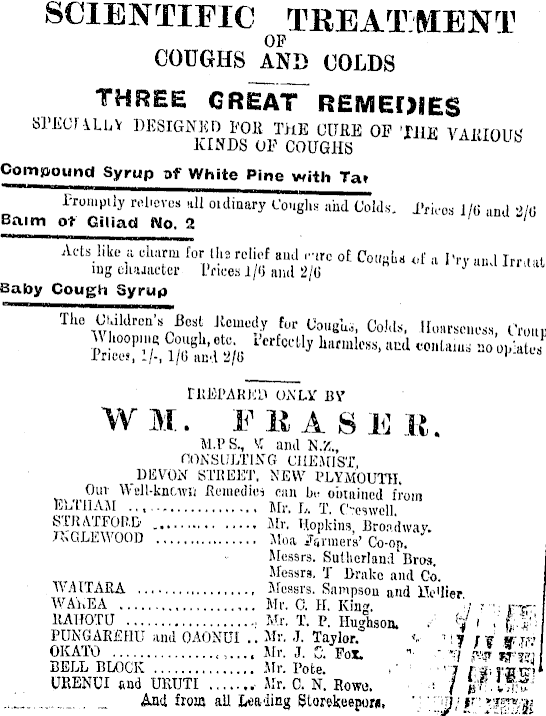 SCIENTIFIC TREATMENT
OF
COUGHS AND COLDS
THREE GREAT REMEDIES
SPECIALLY DESIGNED FOR THE CURE OF THE VARIOUS
KINDS OF COUGHS
Compound Syrup of White Pine with Tar
Promptly relieves all ordinary Coughs and Colds. Prices 1/6 and 2/6
Balm of Giliad No. 2
Acts like a charm for the relief and cure of Coughs of a Dry and Irritat
ing character Prices 1/6 and 2/6
Baby Cough Syrup
The Children's Best Remedy for Coughs, Colds, Hoarseness, Croup
Whooping Cough, etc. Perfectly harmless, and contains no opiates
Prices, 1/-, 1/6 and 2/6
PREPARED ONLY BY
WM. FRASER.
M.P.S., V. and N.Z.,
CONSULTING CHEMIST,
DEVON STREET, NEW PLYMOUTH.
Our Well-known Remedies can be obtained from
ELTHAM ................ Mr. L. T. Creswell.
STRATFORD ............. Mr. Hopkins, Broadway.
INGLEWOOD .............. Moa Farmers' Co-op.
Messrs. Sutherland Bros.
Messrs. T Drake and Co.
WAITARA ................ Messrs. Sampson and Hellier.
WAREA .................. Mr. C. H. King.
RAHOTU ................. Mr. T. P. Hughson.
PUNGAREHU and OAONUI .. Mr. J. Taylor.
OKATO .................. Mr. J. C. Fox.
BELL BLOCK .............. Mr. Pote.
URENUI and URUTI ....... Mr. C. N. Rowe.
And from all Leading Storekeepers.